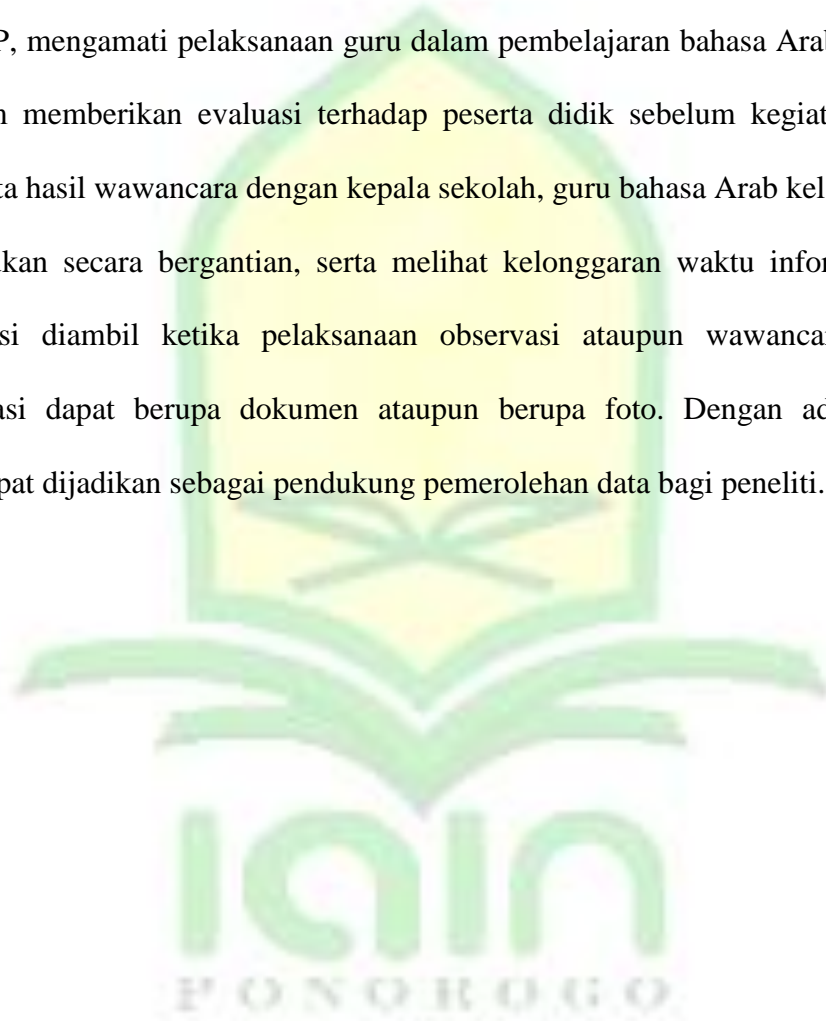 P, mengamati pelaksanaan guru dalam pembelajaran bahasa Arab
memberikan evaluasi terhadap peserta didik sebelum kegiat
ta hasil wawancara dengan kepala sekolah, guru bahasa Arab kel
kan secara bergantian, serta melihat kelonggaran waktu infor
si diambil ketika pelaksanaan observasi ataupun wawancar
asi dapat berupa dokumen ataupun berupa foto. Dengan ad
pat dijadikan sebagai pendukung pemerolehan data bagi peneliti.
iain
PONOROGO